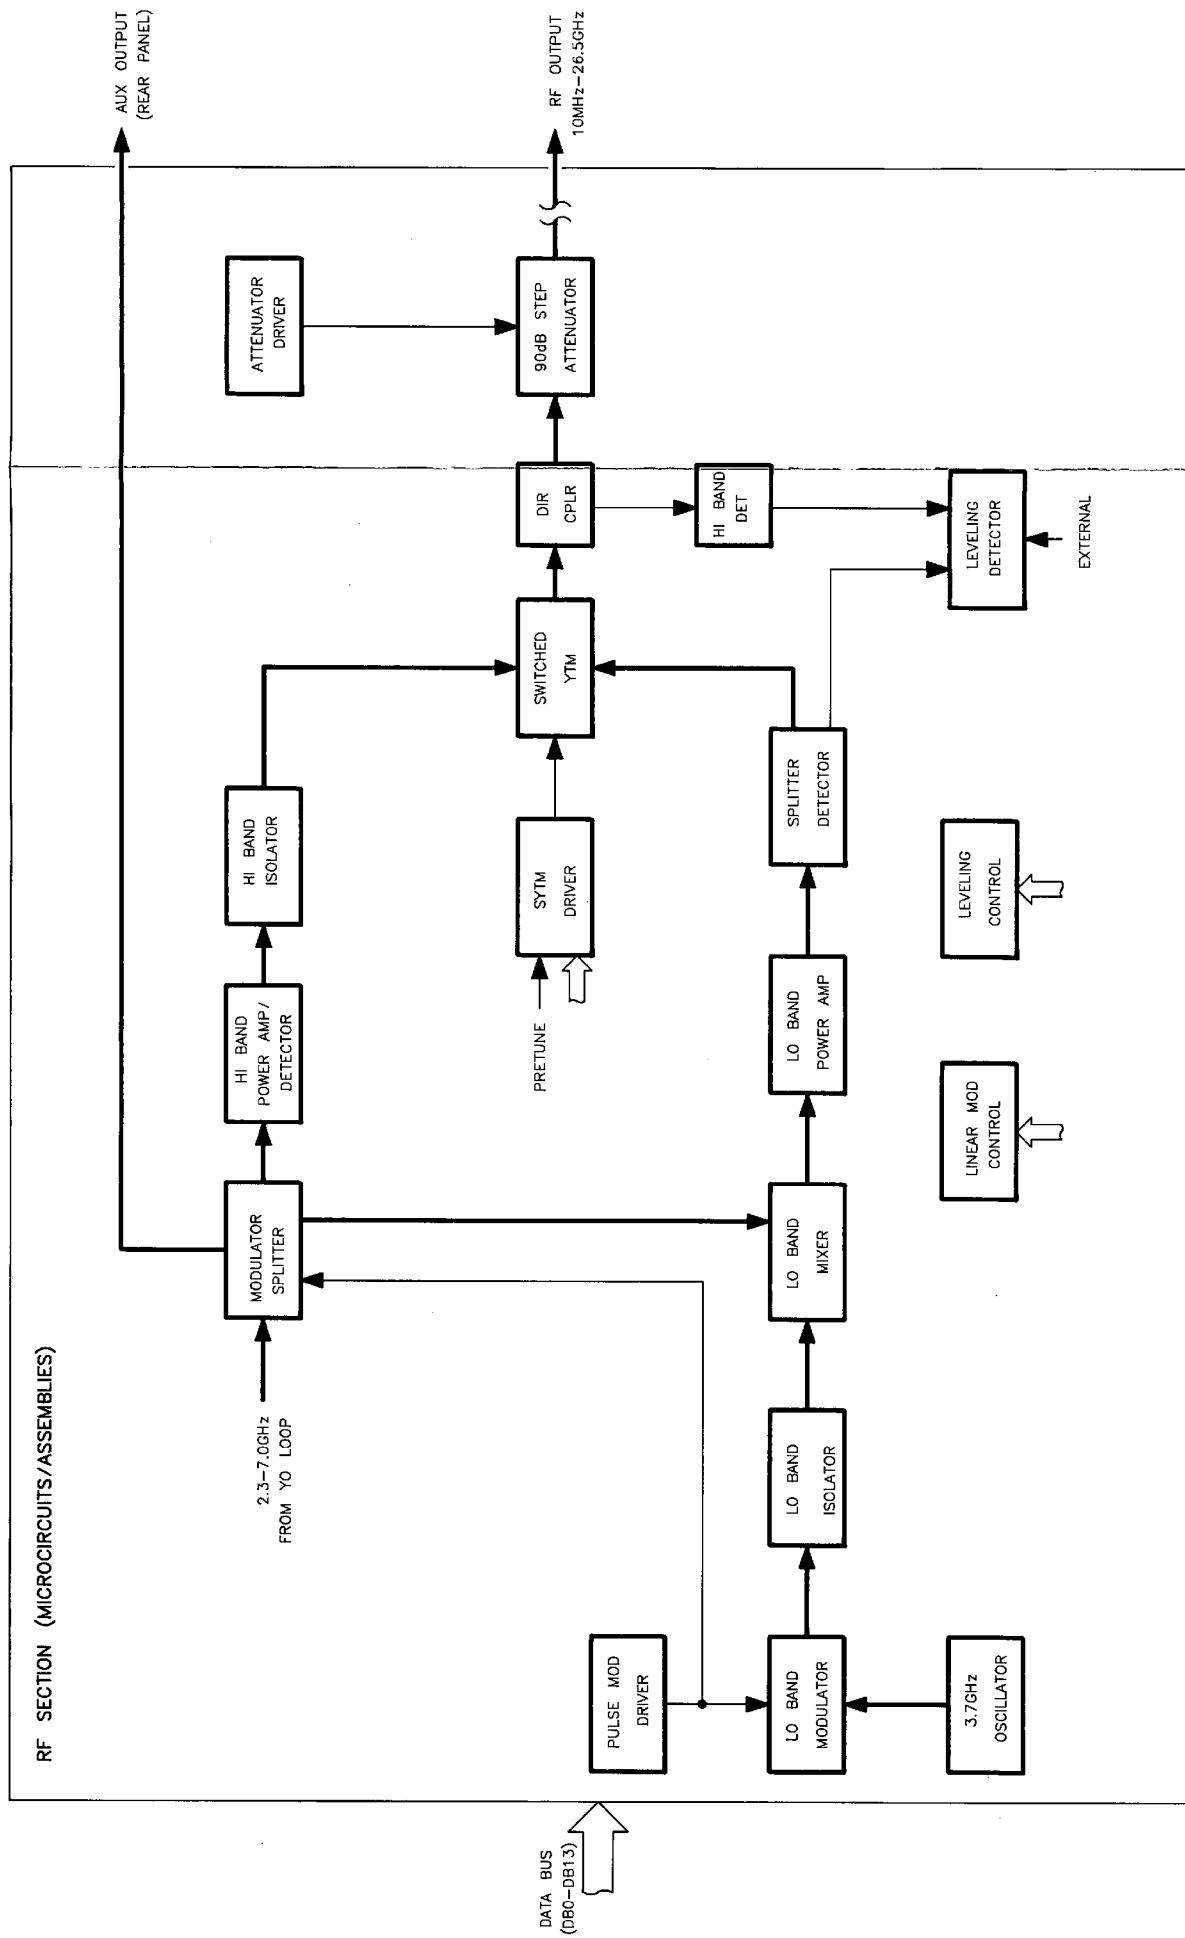 RF SECTION (MICROCIRCUITS/ASSEMBLIES)
AUX OUTPUT
(REAR PANEL)
2.3-7.0GHz
FROM YO LOOP
MODULATOR
SPLITTER
HI BAND
POWER AMP/
DETECTOR
HI BAND
ISOLATOR
ATTENUATOR
DRIVER
DATA BUS
(DB0-DB13)
PULSE MOD
DRIVER
PRETUNE
SYTM
DRIVER
SWITCHED
YTM
DIR
CPLR
90dB STEP
ATTENUATOR
RF OUTPUT
10MHz-26.5GHz
HI BAND
DET
LO BAND
MODULATOR
LO BAND
ISOLATOR
LO BAND
MIXER
LO BAND
POWER AMP
SPLITTER
DETECTOR
3.7GHz
OSCILLATOR
LINEAR MOD
CONTROL
LEVELING
CONTROL
LEVELING
DETECTOR
EXTERNAL